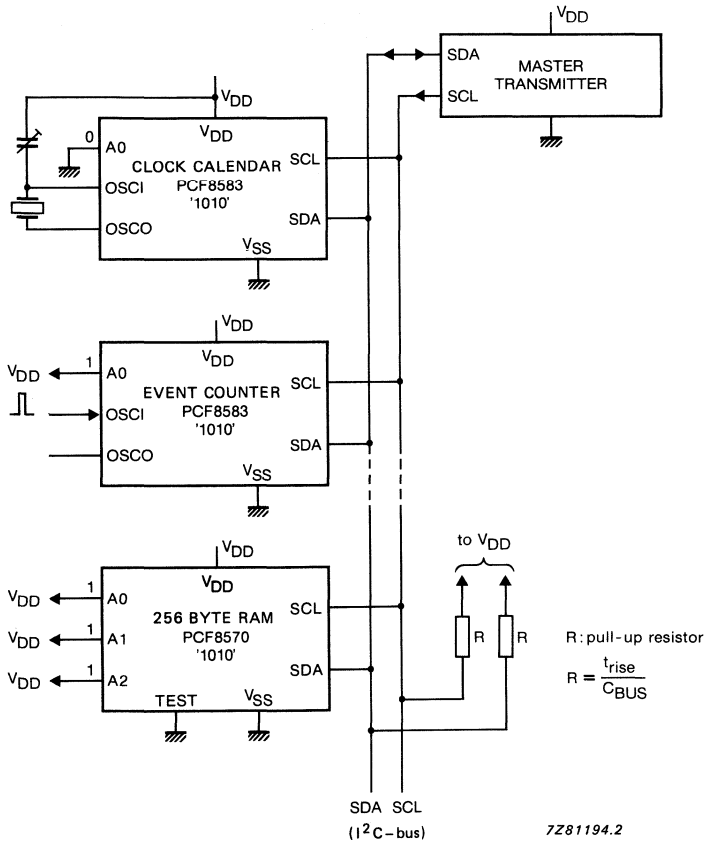 VDD
SDA
MASTER
TRANSMITTER
SCL
VDD
VDD
0
A0
CLOCK CALENDAR
SCL
OSCI
PCF8583
'1010'
SDA
OSCO
VSS
VDD
VDD
1
VDD
A0
EVENT COUNTER
SCL
OSCI
PCF8583
'1010'
SDA
OSCO
VSS
VDD
VDD
1
VDD
A0
256 BYTE RAM
SCL
1
VDD
A1
PCF8570
'1010'
1
VDD
A2
SDA
TEST
VSS
to VDD
R
R
R: pull-up resistor
R = trise
CBUS
SDA SCL
(I²C-bus)
7Z81194.2